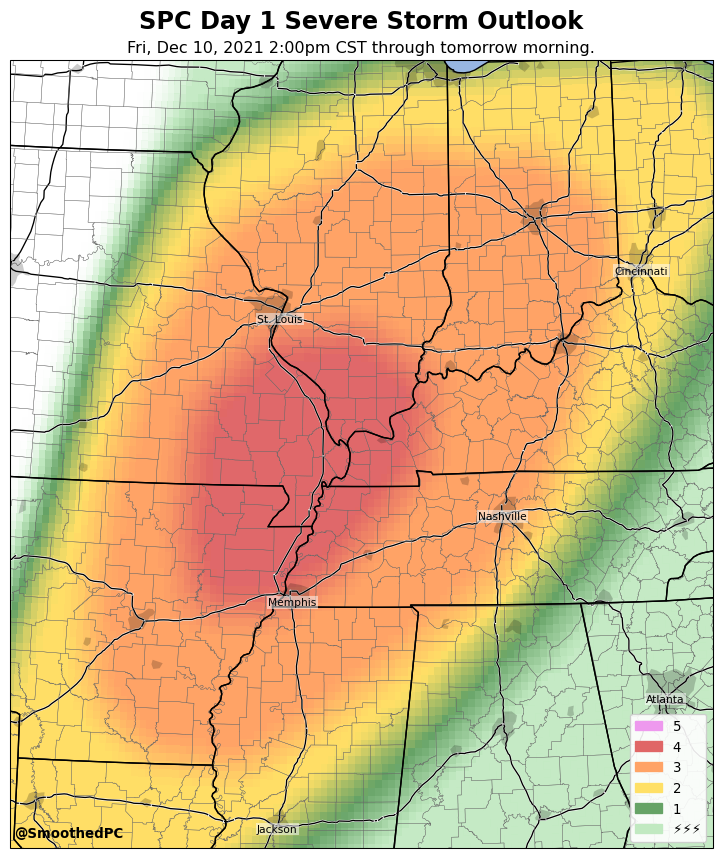 SPC Day 1 Severe Storm Outlook
Fri, Dec 10, 2021 2:00pm CST through tomorrow morning.
Cincinnati
St. Louis
Nashville
Memphis
Atlanta
5
4
3
2
1
⚡⚡⚡
Jackson
@SmoothedPC